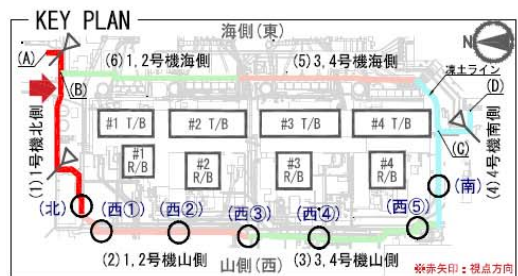 KEY PLAN
海側(東)
N
(A)
(6)1,2号機海側
(5)3,4号機海側
凍土ライン
(B)
(D)
(1)1号機北側
#1 T/B
#2 T/B
#3 T/B
#4 T/B
(C)
(4)4号機南側
#1
R/B
#2
R/B
#3
R/B
#4
R/B
(北)
(西①)
(西②)
(西③)
(西④)
(西⑤)
(南)
(2)1,2号機山側
(3)3,4号機山側
山側(西)
※赤矢印:視点方向